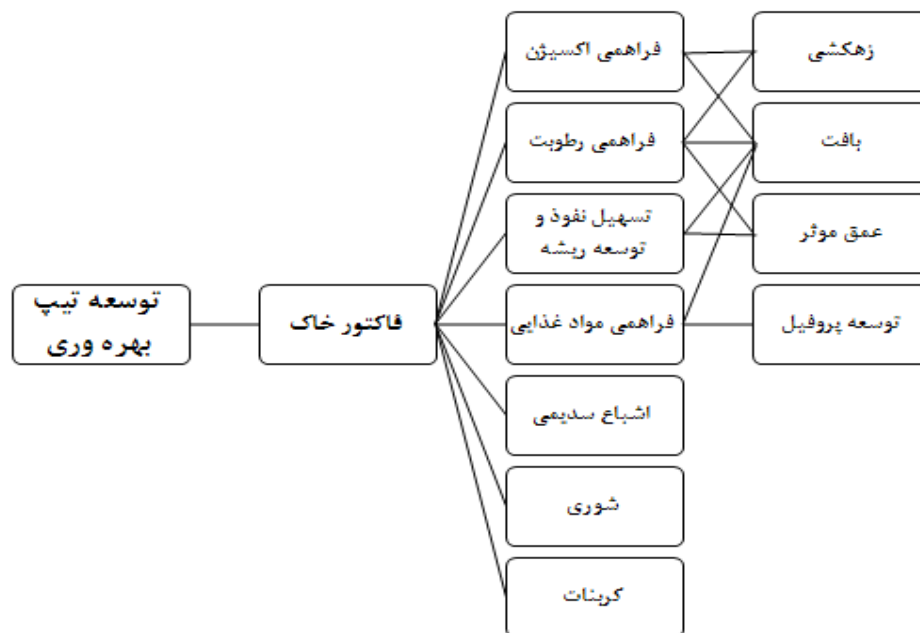 فراهمی اکسیژن
زهکشی
فراهمی رطوبت
بافت
تسهیل نفوذ و
توسعه ریشه
عمق موثر
توسعه تیپ
بهره وری
فاکتور خاک
فراهمی مواد غذایی
توسعه پروفیل
اشباع سدیمی
شوری
کربنات